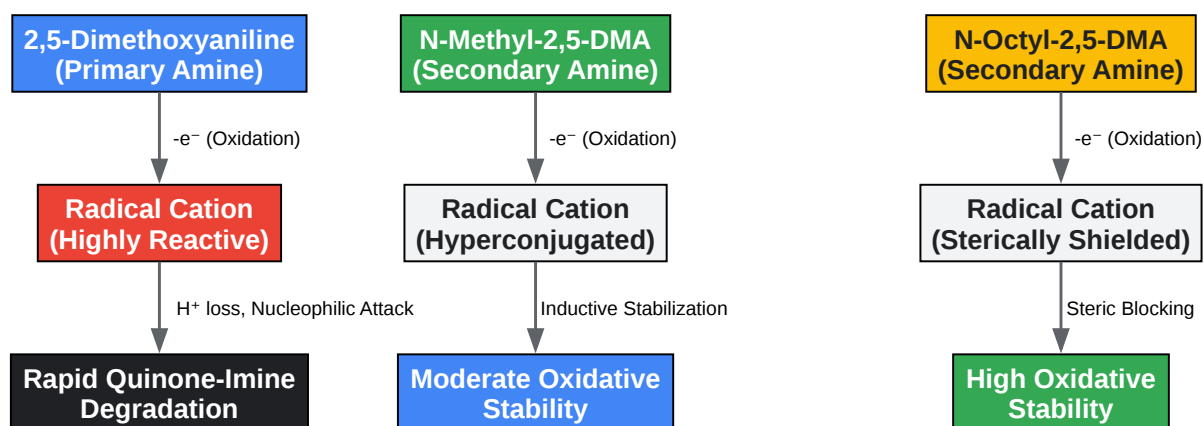 2,5-Dimethoxyaniline
(Primary Amine)
N-Methyl-2,5-DMA
(Secondary Amine)
N-Octyl-2,5-DMA
(Secondary Amine)
-e⁻ (Oxidation)
-e⁻ (Oxidation)
-e⁻ (Oxidation)
Radical Cation
(Highly Reactive)
Radical Cation
(Hyperconjugated)
Radical Cation
(Sterically Shielded)
H⁺ loss, Nucleophilic Attack
Inductive Stabilization
Steric Blocking
Rapid Quinone-Imine
Degradation
Moderate Oxidative
Stability
High Oxidative
Stability